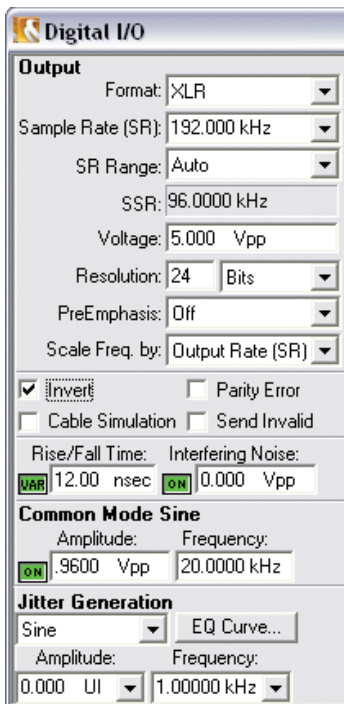 Digital I/O
Output
Format: XLR
Sample Rate (SR): 192.000 kHz
SR Range: Auto
SSR: 96.0000 kHz
Voltage: 5.000 Vpp
Resolution: 24 Bits
PreEmphasis: Off
Scale Freq. by: Output Rate (SR)
Invert Parity Error
Cable Simulation Send Invalid
Rise/Fall Time: Interfering Noise:
VAR 12.00 nsec ON 0.000 Vpp
Common Mode Sine
Amplitude: Frequency:
ON .9600 Vpp 20.0000 kHz
Jitter Generation
Sine EQ Curve...
Amplitude: Frequency:
0.000 UI 1.00000 kHz